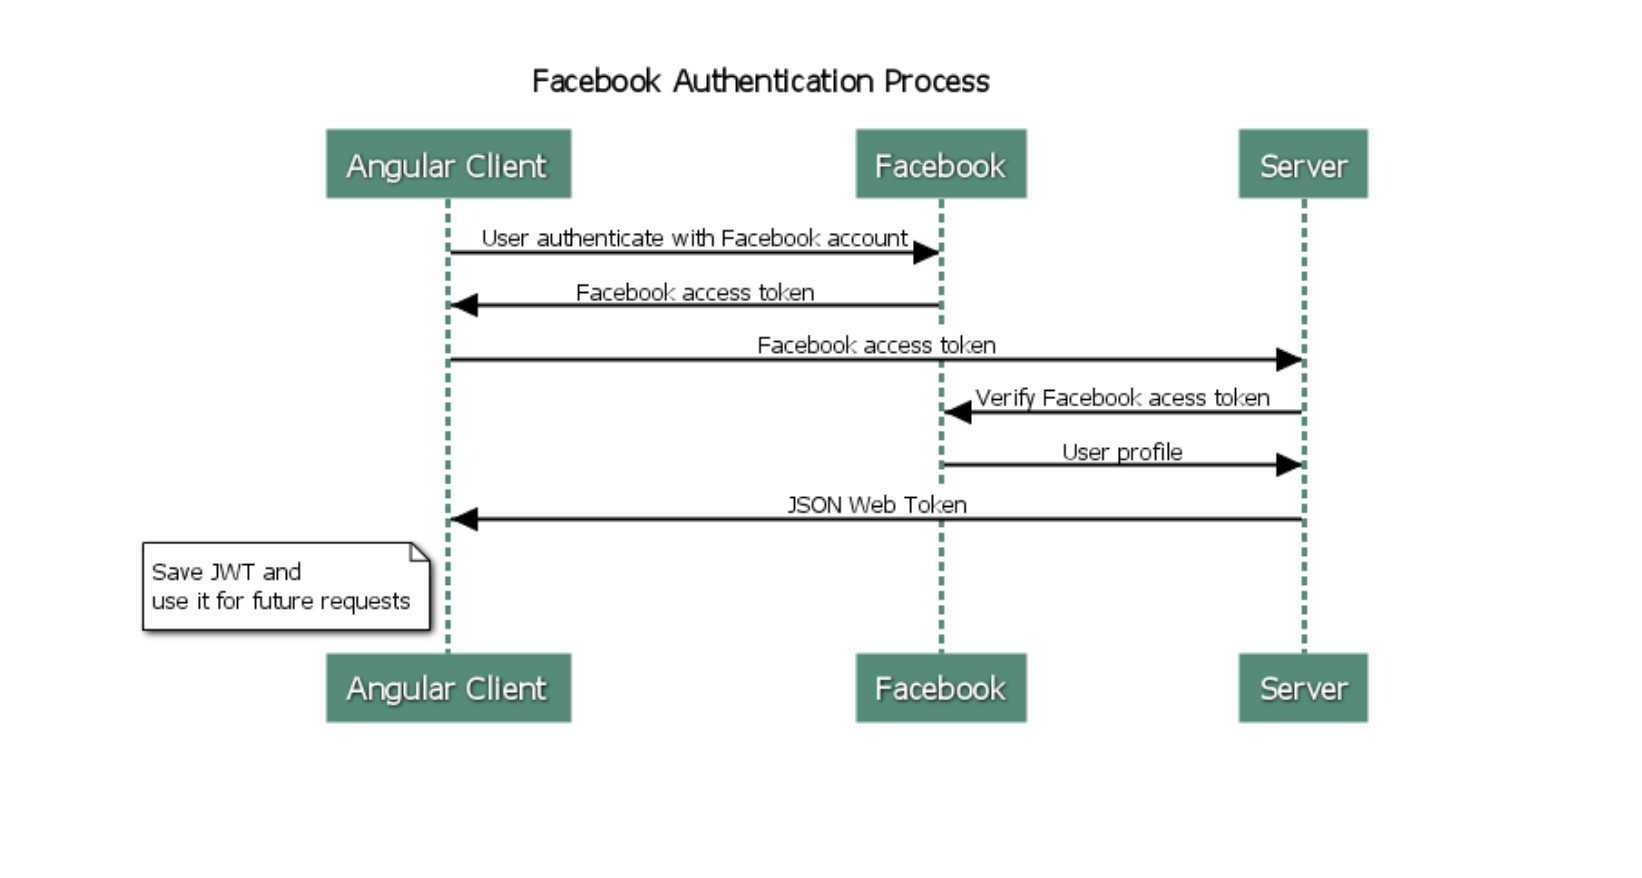 Facebook Authentication Process
Angular Client
Facebook
Server
User authenticate with Facebook account
Facebook access token
Facebook access token
Verify Facebook acess token
User profile
JSON Web Token
Save JWT and
use it for future requests
Angular Client
Facebook
Server